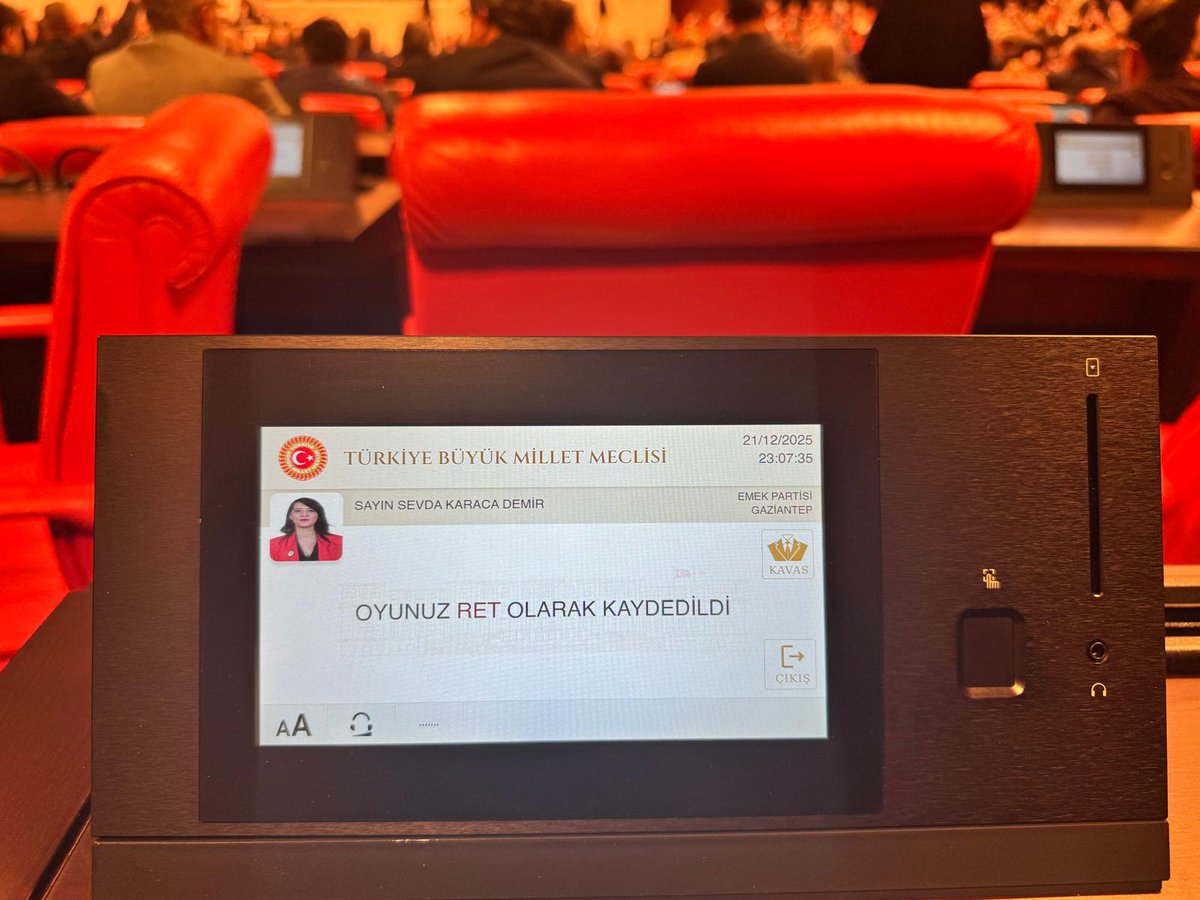 TÜRKİYE BÜYÜK MİLLET MECLİSİ
21/12/2025
23:07:35
SAYIN SEVDA KARACA DEMİR
EMEK PARTİSİ
GAZİANTEP
KAVAS
OYUNUZ RET OLARAK KAYDEDİLDİ
ÇIKIŞ
AA